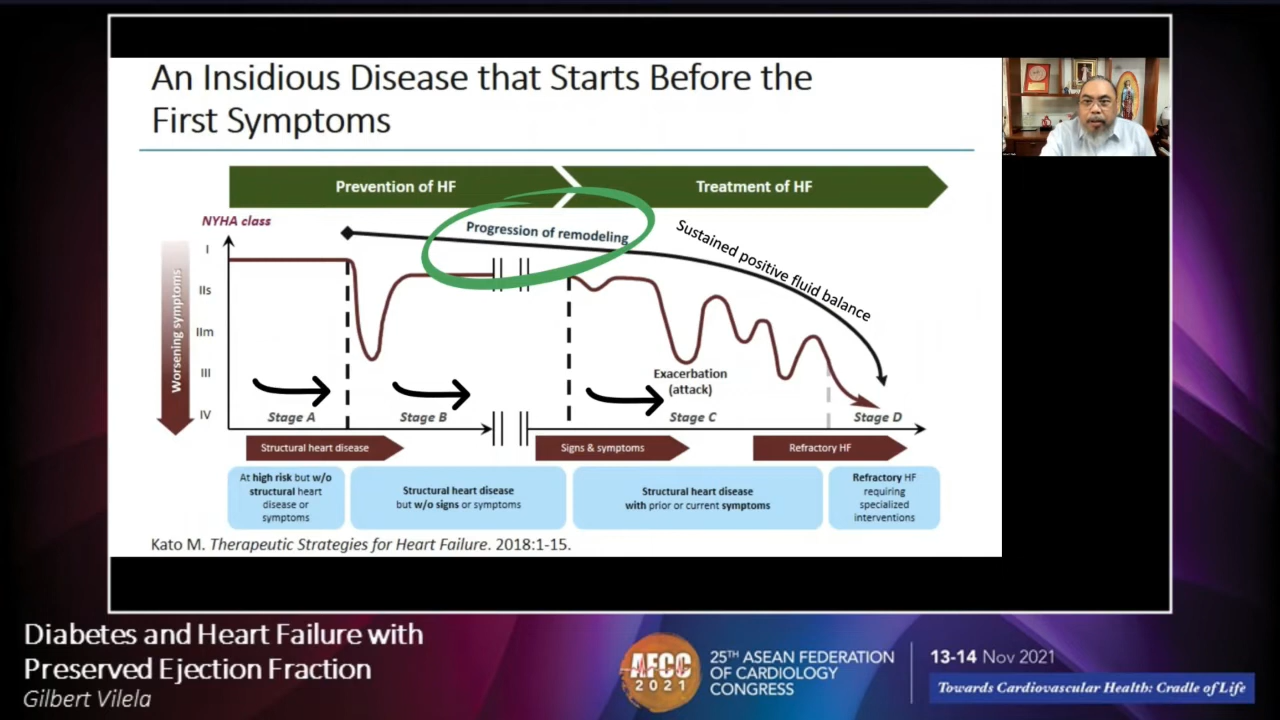 An Insidious Disease that Starts Before the
First Symptoms
Prevention of HF
Treatment of HF
NYHA class
Progression of remodeling
Sustained positive fluid balance
Worsening symptoms
I
IIs
IIm
III
IV
Exacerbation
(attack)
Stage A
Stage B
Stage C
Stage D
Structural heart disease
Signs & symptoms
Refractory HF
At high risk but w/o
structural heart
disease or
symptoms
Structural heart disease
but w/o signs or symptoms
Structural heart disease
with prior or current symptoms
Refractory HF
requiring
specialized
interventions
Kato M. Therapeutic Strategies for Heart Failure. 2018:1-15.
Diabetes and Heart Failure with
Preserved Ejection Fraction
Gilbert Vilela
AFCC
2021
25TH ASEAN FEDERATION
OF CARDIOLOGY
CONGRESS
13-14 Nov 2021
Towards Cardiovascular Health: Cradle of Life